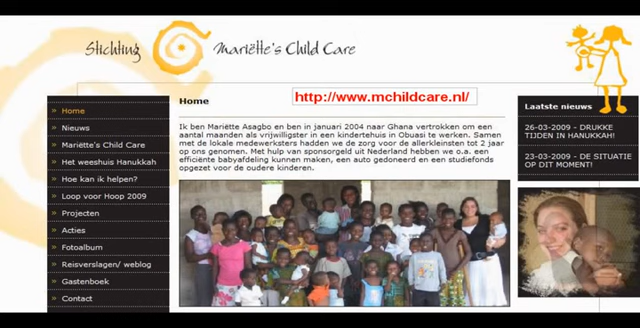 Stichting Mariëtte's Child Care
http://www.mchildcare.nl/
» Home
» Nieuws
» Mariëtte's Child Care
» Het weeshuis Hanukkah
» Hoe kan ik helpen?
» Loop voor Hoop 2009
» Projecten
» Acties
» Fotoalbum
» Reisverslagen/ weblog
» Gastenboek
» Contact
Home
Ik ben Mariëtte Asagbo en ben in januari 2004 naar Ghana vertrokken om een
aantal maanden als vrijwilligster in een kindertehuis in Obuasi te werken. Samen
met de lokale medewerksters hadden we de zorg voor de allerkleinsten tot 2 jaar
op ons genomen. Met hulp van sponsorgeld uit Nederland hebben we o.a. een
efficiënte babyafdeling kunnen maken, een auto gedoneerd en een studiefonds
opgezet voor de oudere kinderen.
Laatste nieuws
26-03-2009 - DRUKKE
TIJDEN IN HANUKKAH!
23-03-2009 - DE SITUATIE
OP DIT MOMENT!